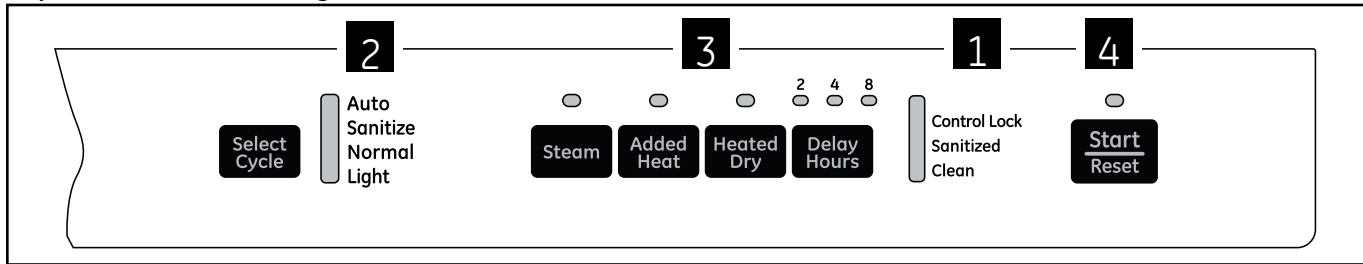 2
3
1
4
Select
Cycle
Auto
Sanitize
Normal
Light
Steam
Added
Heat
Heated
Dry
2 4 8
Delay
Hours
Control Lock
Sanitized
Clean
Start
Reset